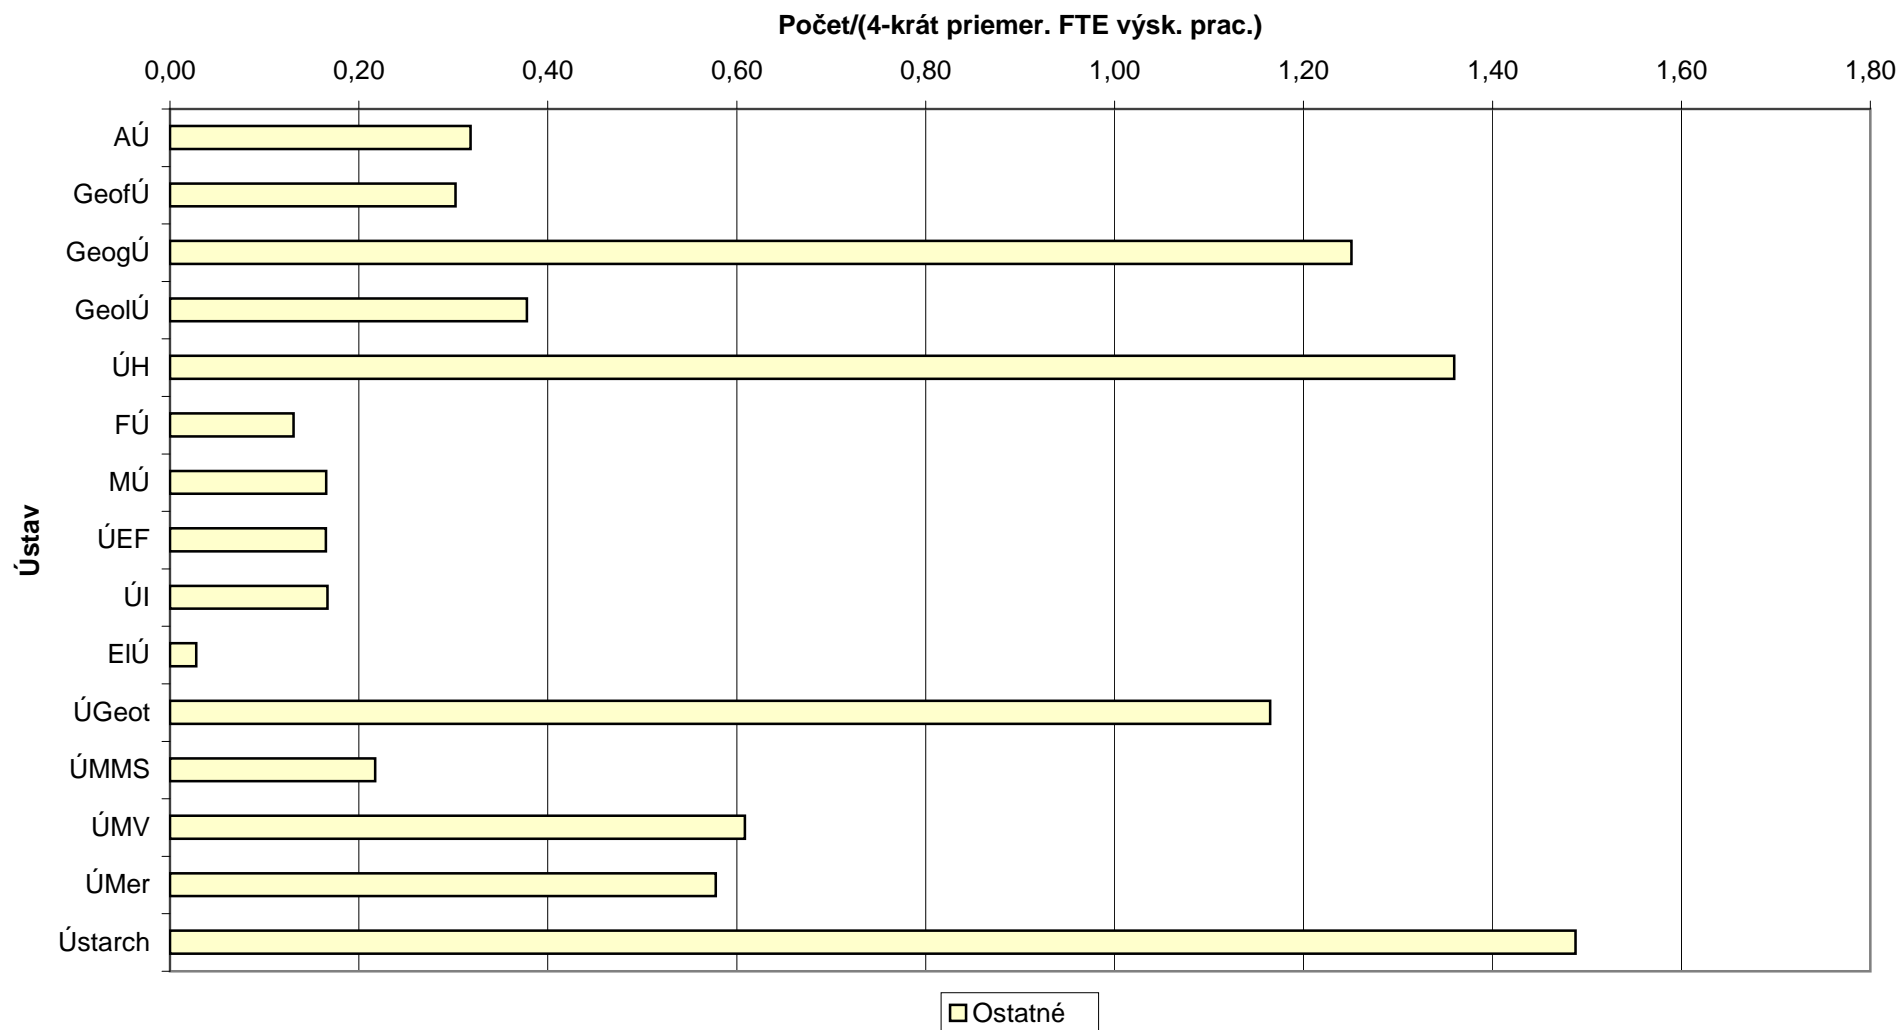 Počet/(4-krát priemer. FTE výsk. prac.)
0,00 0,20 0,40 0,60 0,80 1,00 1,20 1,40 1,60 1,80
AÚ
GeofÚ
GeogÚ
GeolÚ
ÚH
FÚ
MÚ
ÚEF
ÚI
ElÚ
ÚGeot
ÚMMS
ÚMV
ÚMer
Ústarch
Ústav
Ostatné